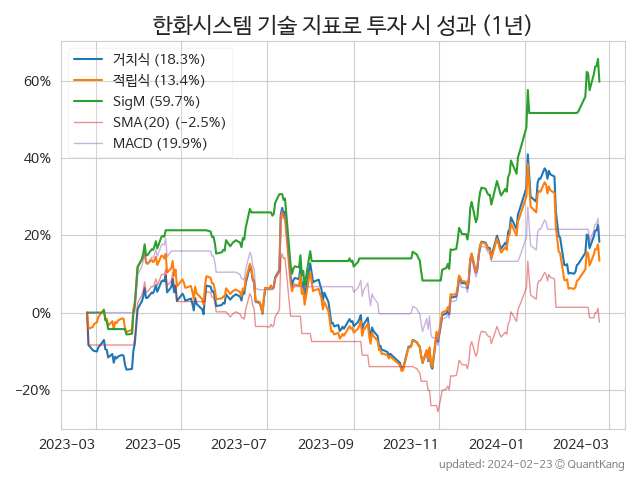 한화시스템 기술 지표로 투자 시 성과 (1년)
거치식 (18.3%)
적립식 (13.4%)
SigM (59.7%)
SMA(20) (−2.5%)
MACD (19.9%)
60%
40%
20%
0%
−20%
2023-03 2023-05 2023-07 2023-09 2023-11 2024-01 2024-03
updated: 2024-02-23 ⓒ QuantKang